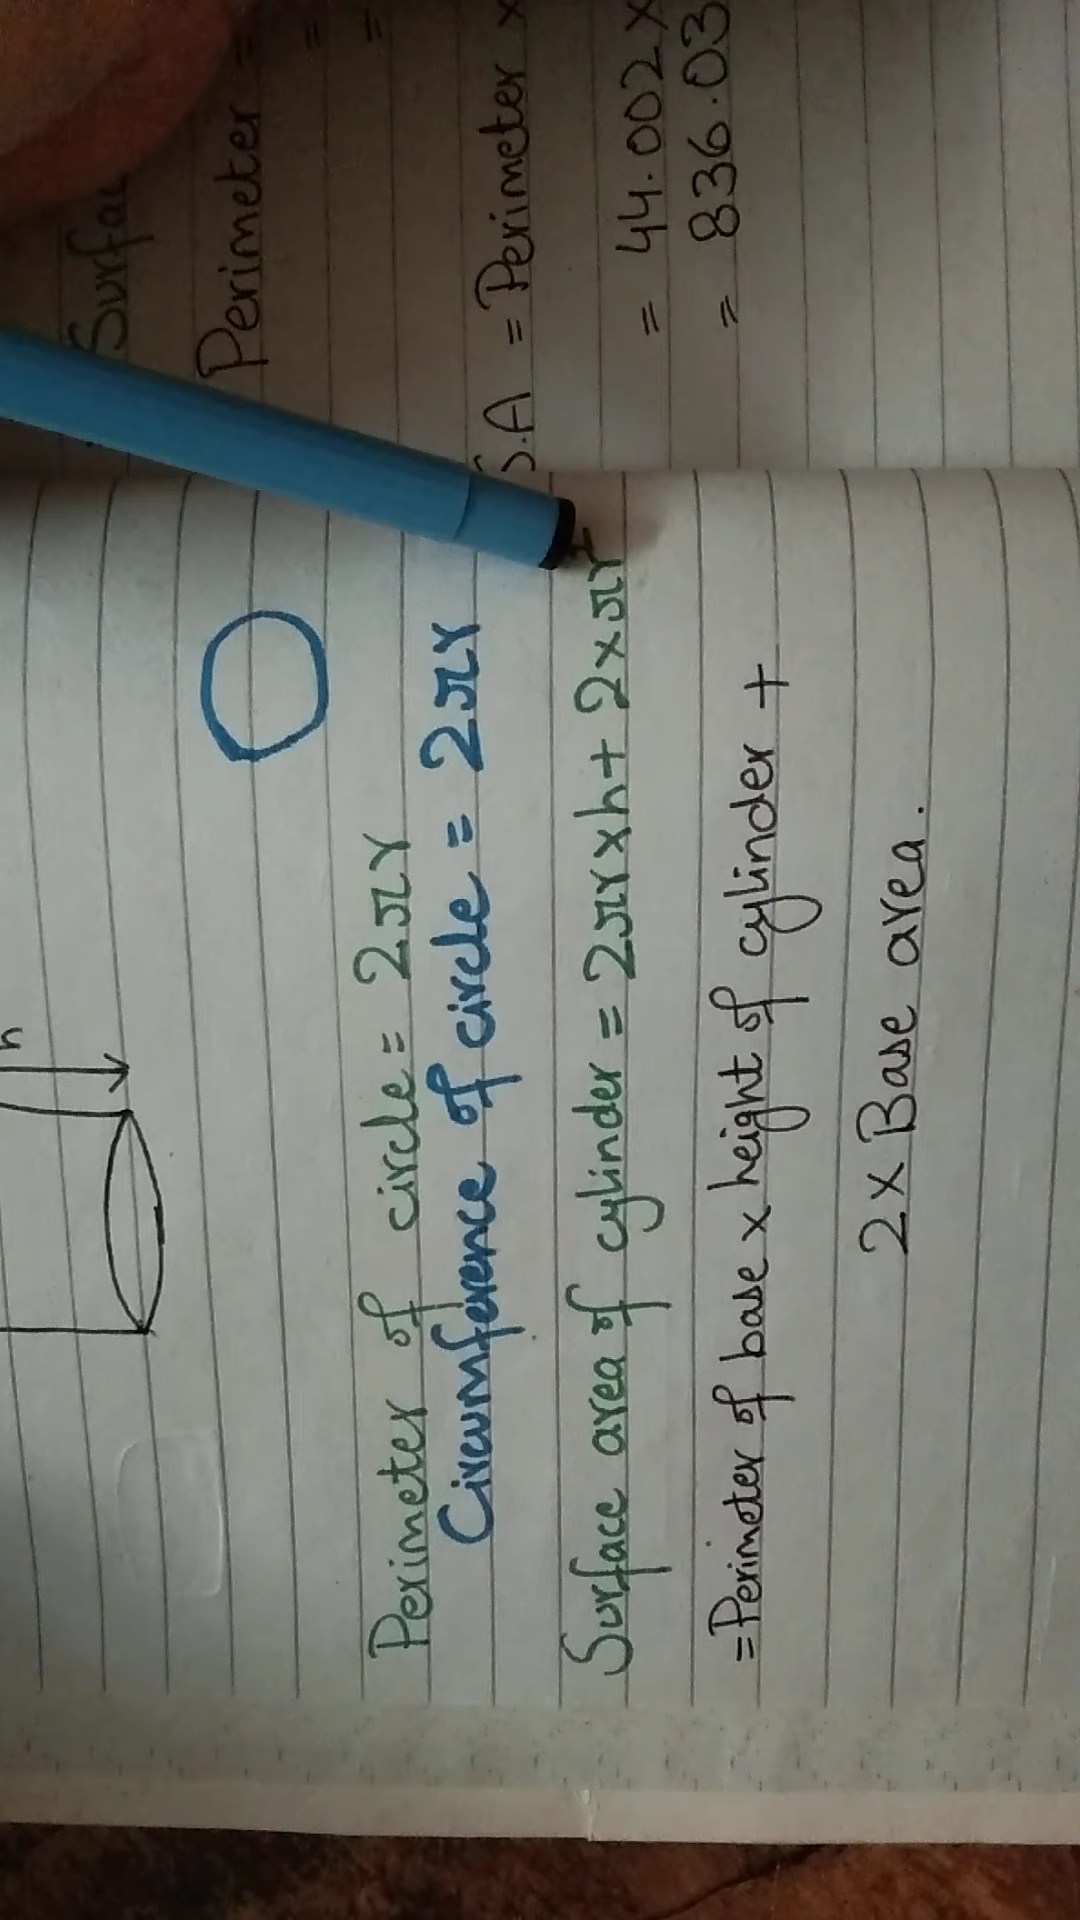 h
Perimeter of circle = 2πr
Circumference of circle = 2πr
Surface area of cylinder = 2πr x h + 2 x πr²
= Perimeter of base x height of cylinder +
2 x Base area.
Perimeter =
=
=
S.A = Perimeter x
= 44.002 x
= 836.03